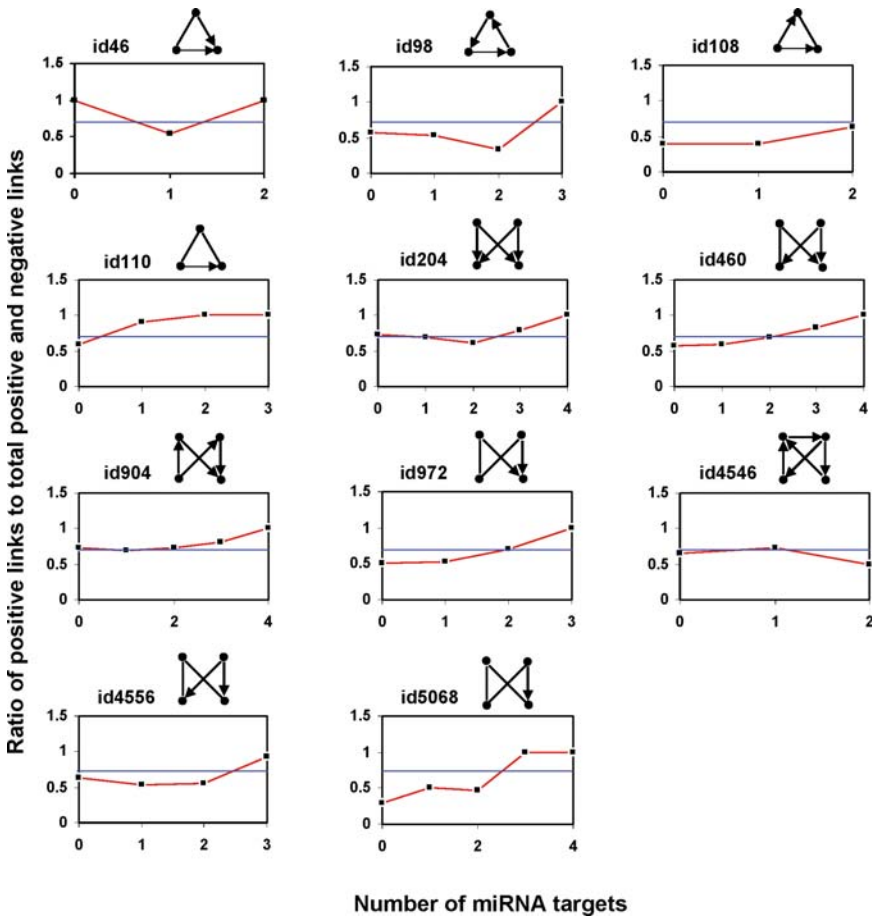 Ratio of positive links to total positive and negative links
id46
1.5
1
0.5
0
0 1 2
id98
1.5
1
0.5
0
0 1 2 3
id108
1.5
1
0.5
0
0 1 2
id110
1.5
1
0.5
0
0 1 2 3
id204
1.5
1
0.5
0
0 1 2 3 4
id460
1.5
1
0.5
0
0 1 2 3 4
id904
1.5
1
0.5
0
0 2 3 4
id972
1.5
1
0.5
0
0 1 2 3
id4546
1.5
1
0.5
0
0 1 2
id4556
1.5
1
0.5
0
0 1 2 3
id5068
1.5
1
0.5
0
0 2 4
Number of miRNA targets